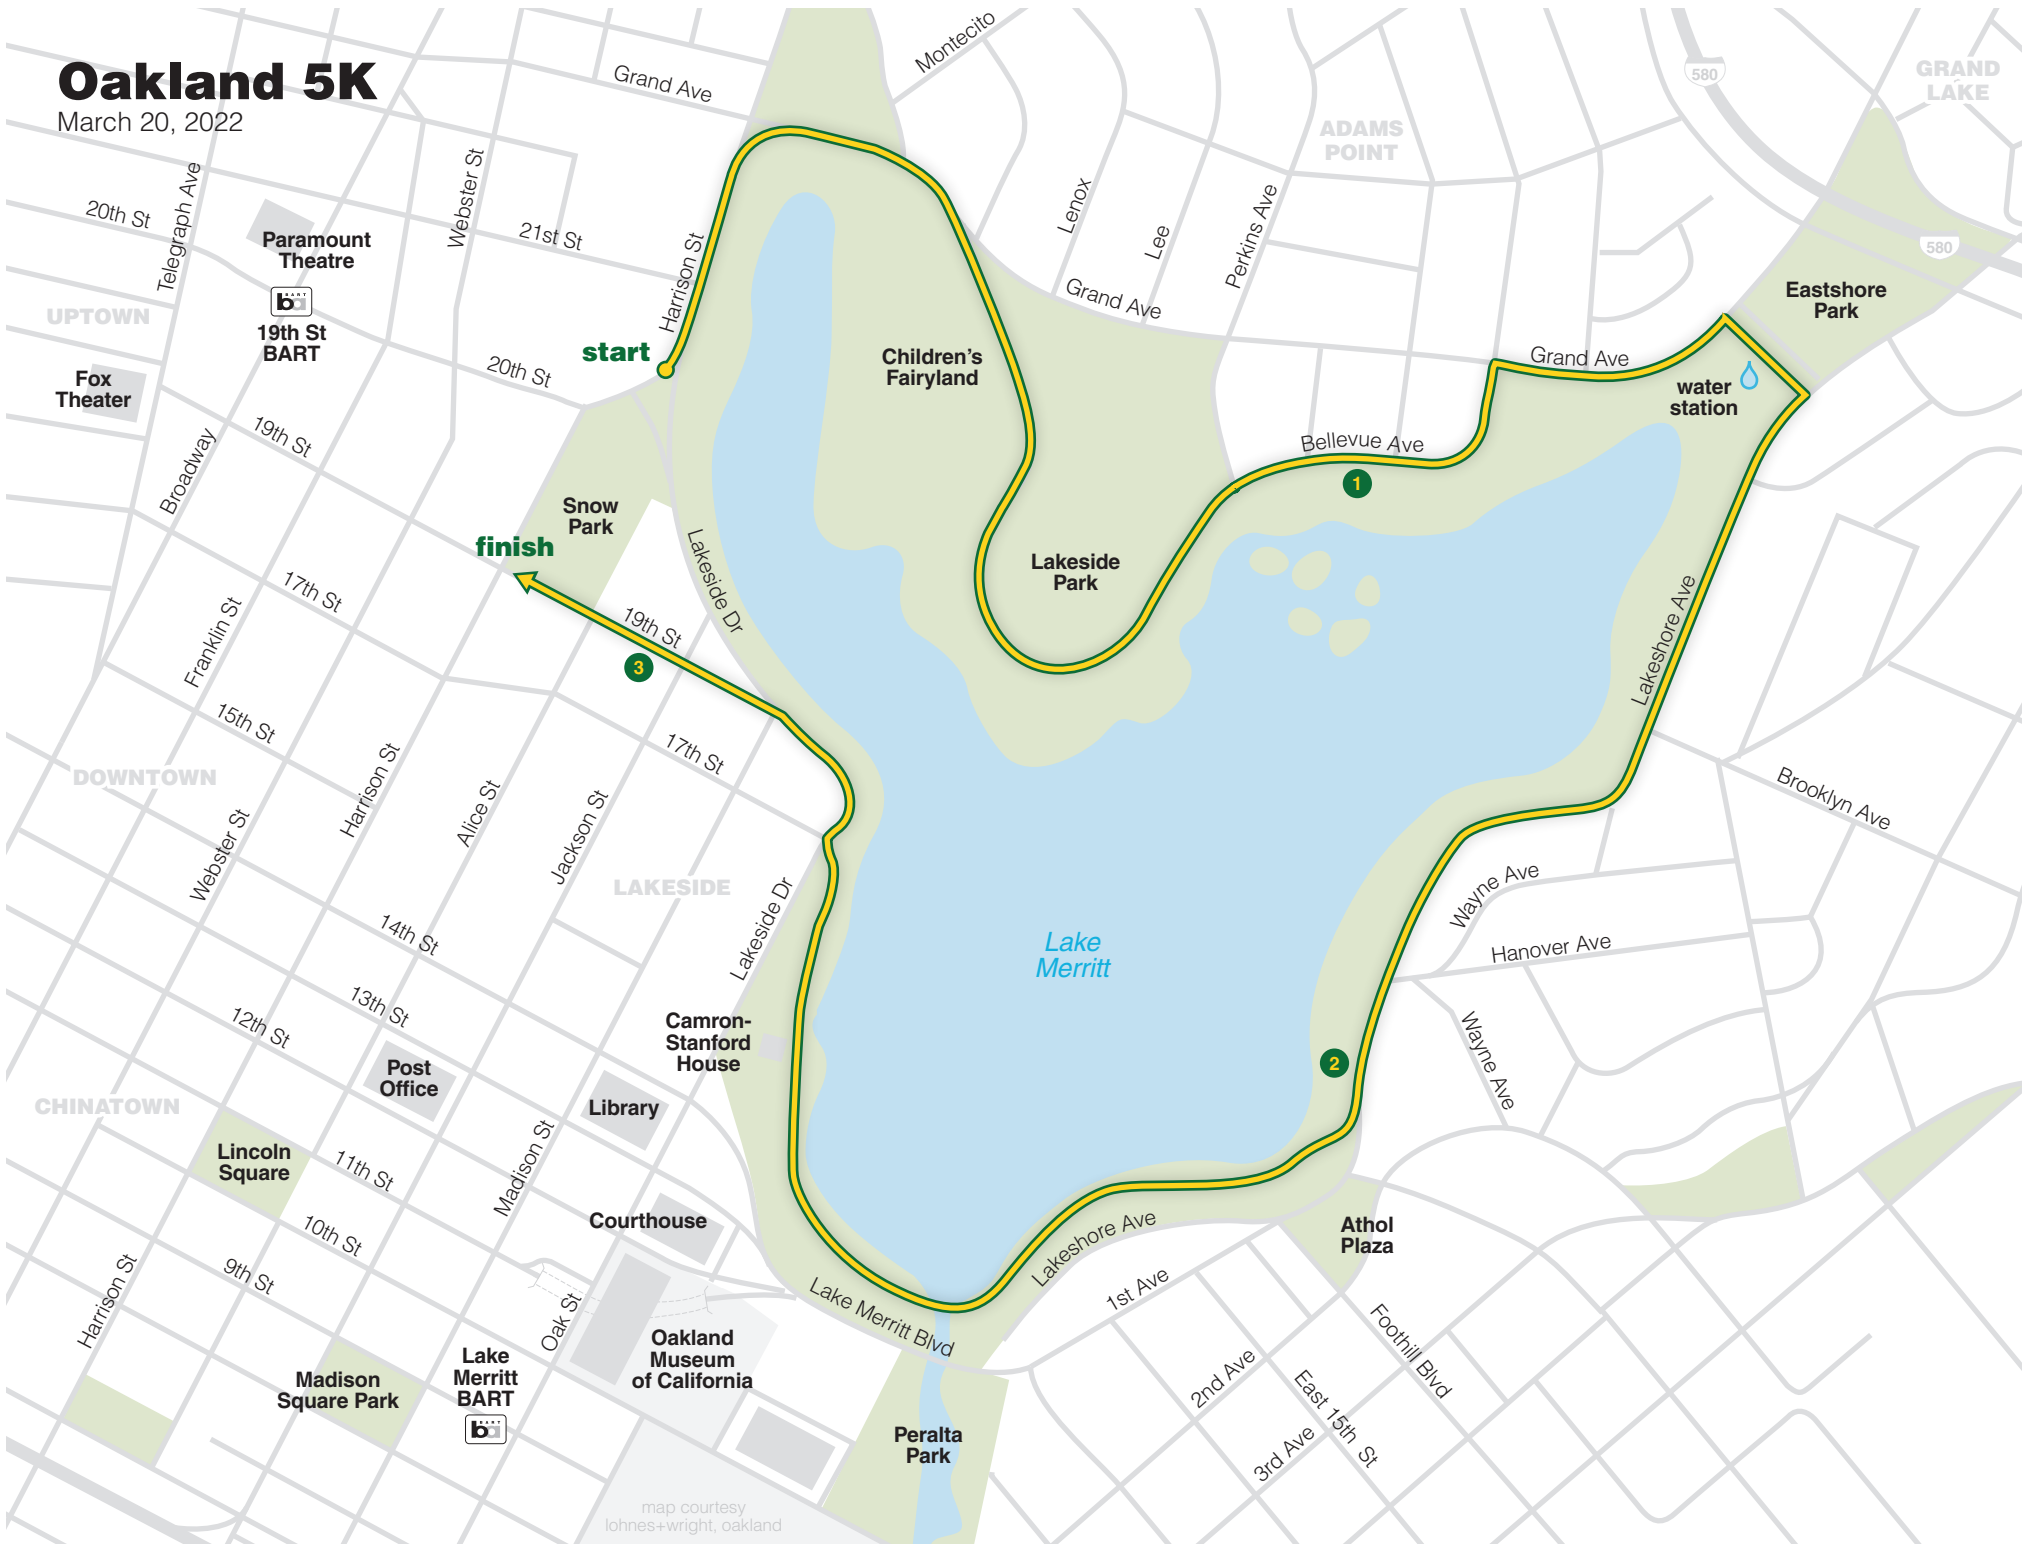 Oakland 5K
March 20, 2022
Montecito
580
GRAND
LAKE
Grand Ave
ADAMS
POINT
Telegraph Ave
Webster St
20th St
21st St
Paramount
Theatre
Harrison St
Lenox
Lee
Perkins Ave
580
Eastshore
Park
UPTOWN
BART
ba
19th St
BART
Grand Ave
start
Children's
Fairyland
Grand Ave
20th St
Fox
Theater
water
station
19th St
Broadway
Bellevue Ave
1
Snow
Park
finish
Lakeside Dr
Lakeside
Park
17th St
Franklin St
19th St
3
Lakeshore Ave
15th St
17th St
DOWNTOWN
Harrison St
Alice St
Jackson St
Brooklyn Ave
Webster St
LAKESIDE
Wayne Ave
14th St
Lakeside Dr
Lake
Merritt
Hanover Ave
13th St
12th St
Camron-
Stanford
House
Wayne Ave
Post
Office
2
Library
CHINATOWN
Lincoln
Square
11th St
Madison St
Courthouse
Lakeshore Ave
Athol
Plaza
10th St
9th St
Harrison St
Oak St
Lake Merritt Blvd
1st Ave
Oakland
Museum
of California
Foothill Blvd
Lake
Merritt
BART
BART
ba
Madison
Square Park
2nd Ave
East 15th St
3rd Ave
Peralta
Park
map courtesy
lohnes+wright, oakland